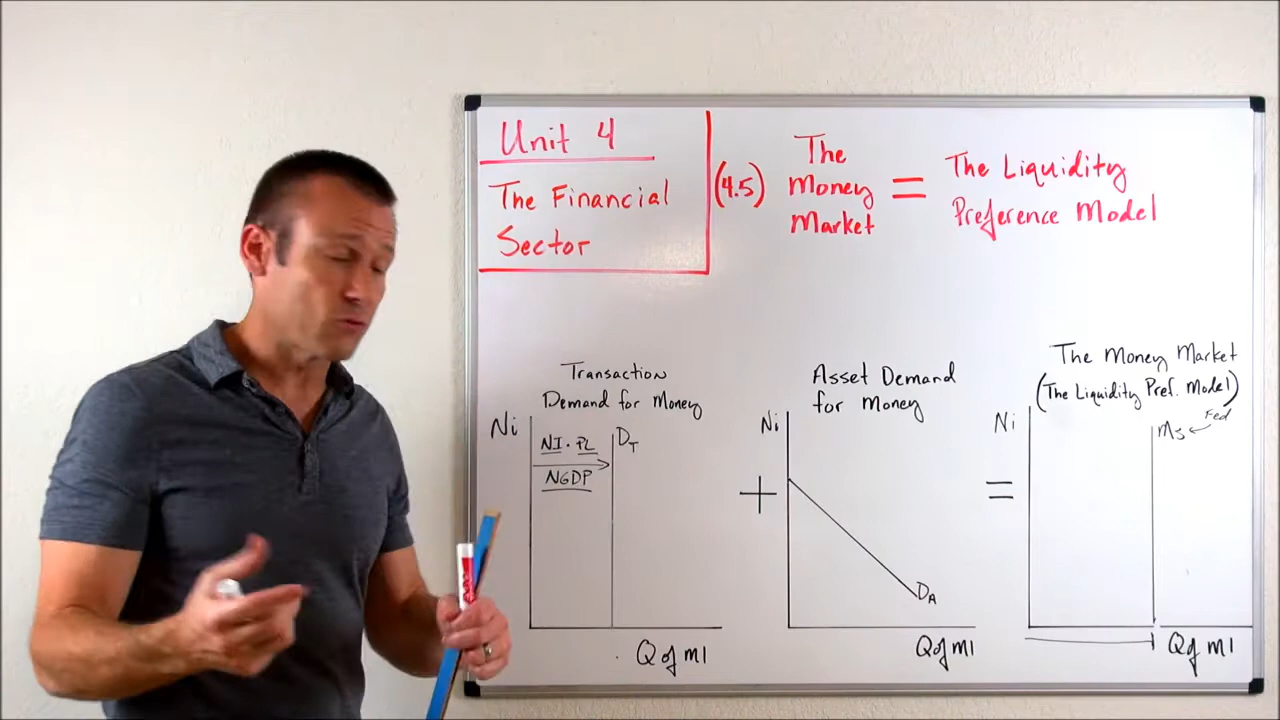 Unit 4
The Financial
Sector
(4.5)
The
Money
Market
=
The Liquidity
Preference Model
Transaction
Demand for Money
Ni
NI · PL
NGDP
DT
Q of M1
+
Asset Demand
for Money
Ni
DA
Q of M1
=
The Money Market
(The Liquidity Pref. Model)
Ni
Ms ← Fed
Q of M1